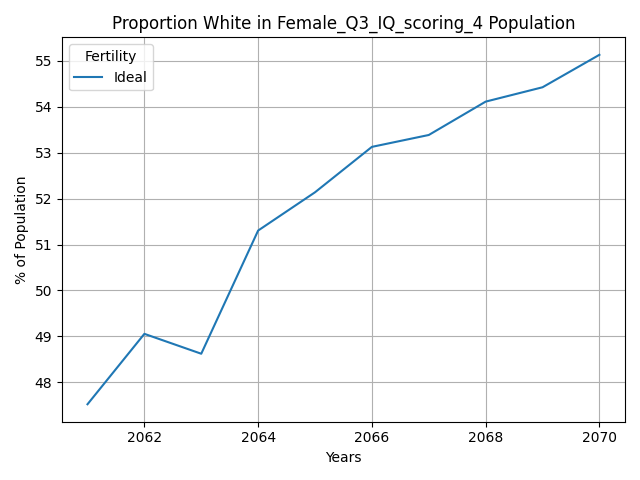 Proportion White in Female_Q3_IQ_scoring_4 Population
Fertility
Ideal
% of Population
55
54
53
52
51
50
49
48
2062 2064 2066 2068 2070
Years